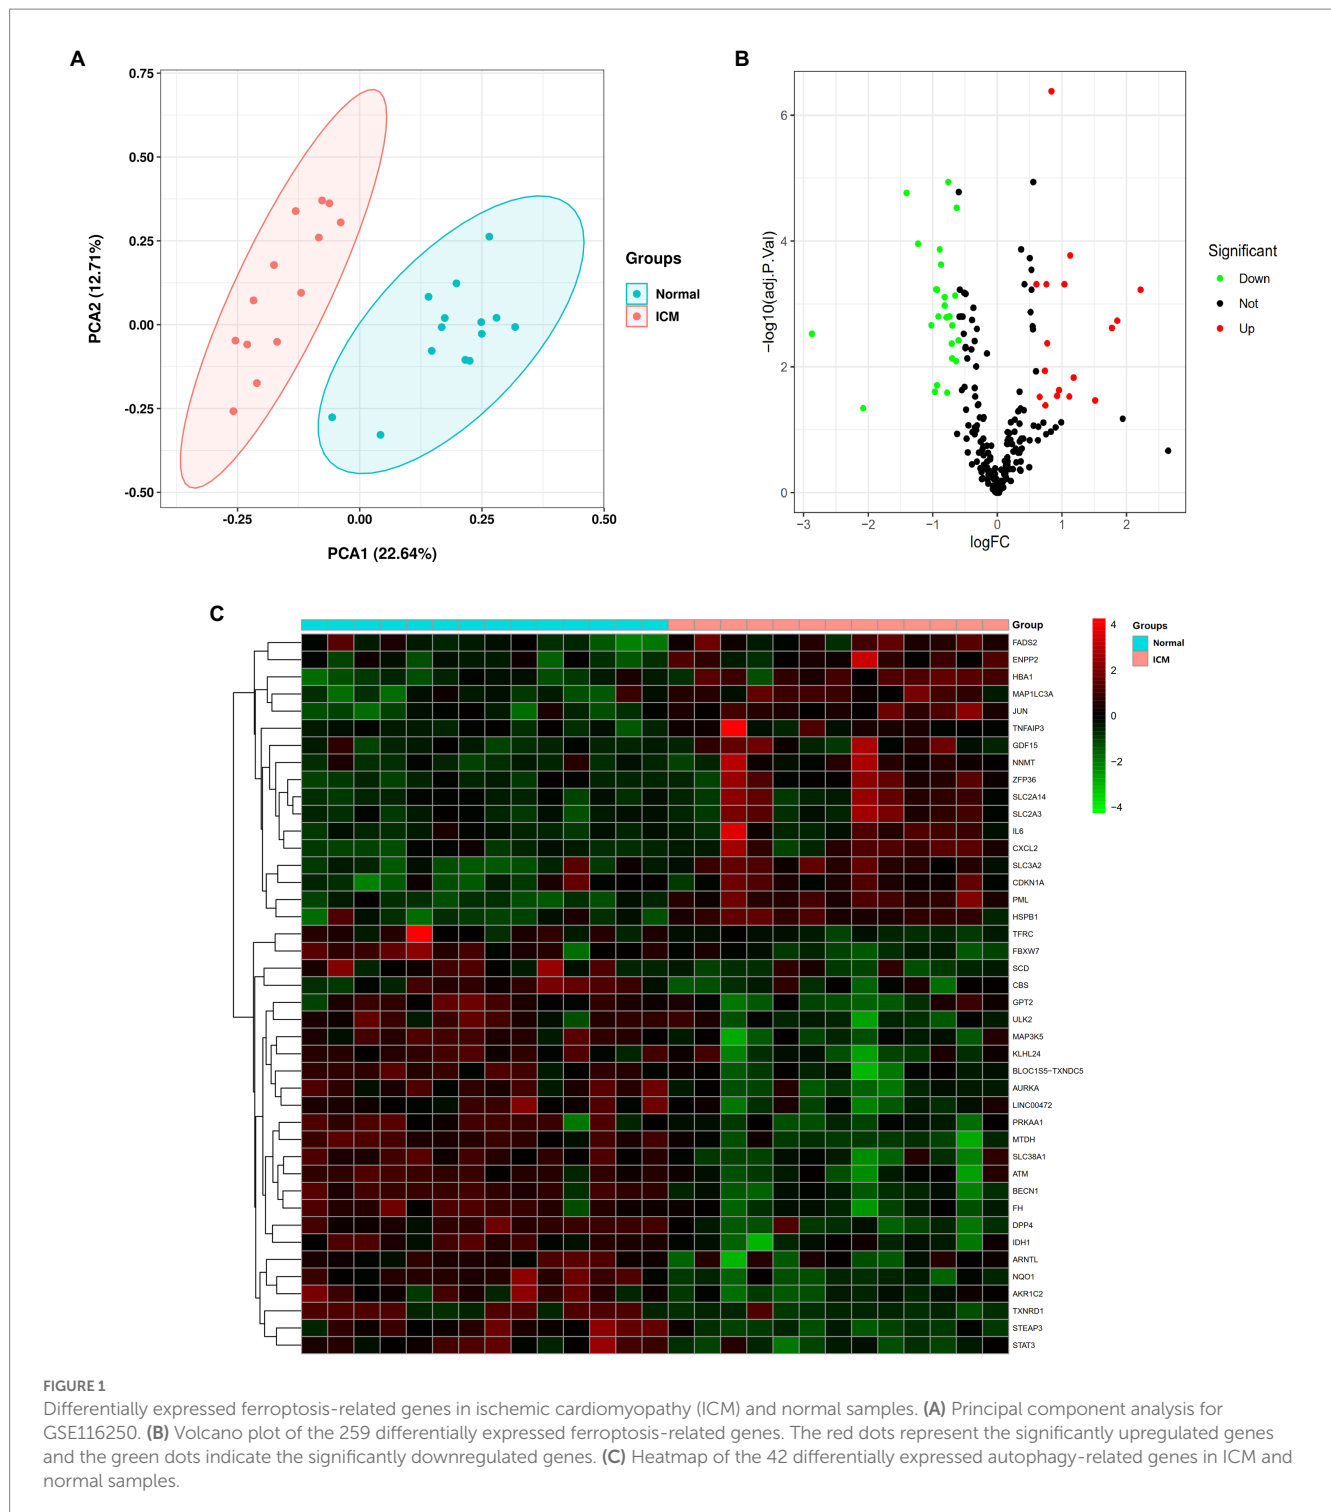 A
0.75
0.50
0.25
0.00
-0.25
-0.50
-0.25
0.00
0.25
0.50
PCA2 (12.71%)
PCA1 (22.64%)
Groups
Normal
ICM
B
6
4
2
0
−3
−2
−1
0
1
2
−log10(adj.P.Val)
logFC
Significant
Down
Not
Up
C
Group
FADS2
ENPP2
HBA1
MAP1LC3A
JUN
TNFAIP3
GDF15
NNMT
ZFP36
SLC2A14
SLC2A3
IL6
CXCL2
SLC3A2
CDKN1A
PML
HSPB1
TFRC
FBXW7
SCD
CBS
GPT2
ULK2
MAP3K5
KLHL24
BLOC1S5−TXNDC5
AURKA
LINC00472
PRKAA1
MTDH
SLC38A1
ATM
BECN1
FH
DPP4
IDH1
ARNTL
NQO1
AKR1C2
TXNRD1
STEAP3
STAT3
4
2
0
−2
−4
Groups
Normal
ICM
FIGURE 1
Differentially expressed ferroptosis-related genes in ischemic cardiomyopathy (ICM) and normal samples. (A) Principal component analysis for
GSE116250. (B) Volcano plot of the 259 differentially expressed ferroptosis-related genes. The red dots represent the significantly upregulated genes
and the green dots indicate the significantly downregulated genes. (C) Heatmap of the 42 differentially expressed autophagy-related genes in ICM and
normal samples.